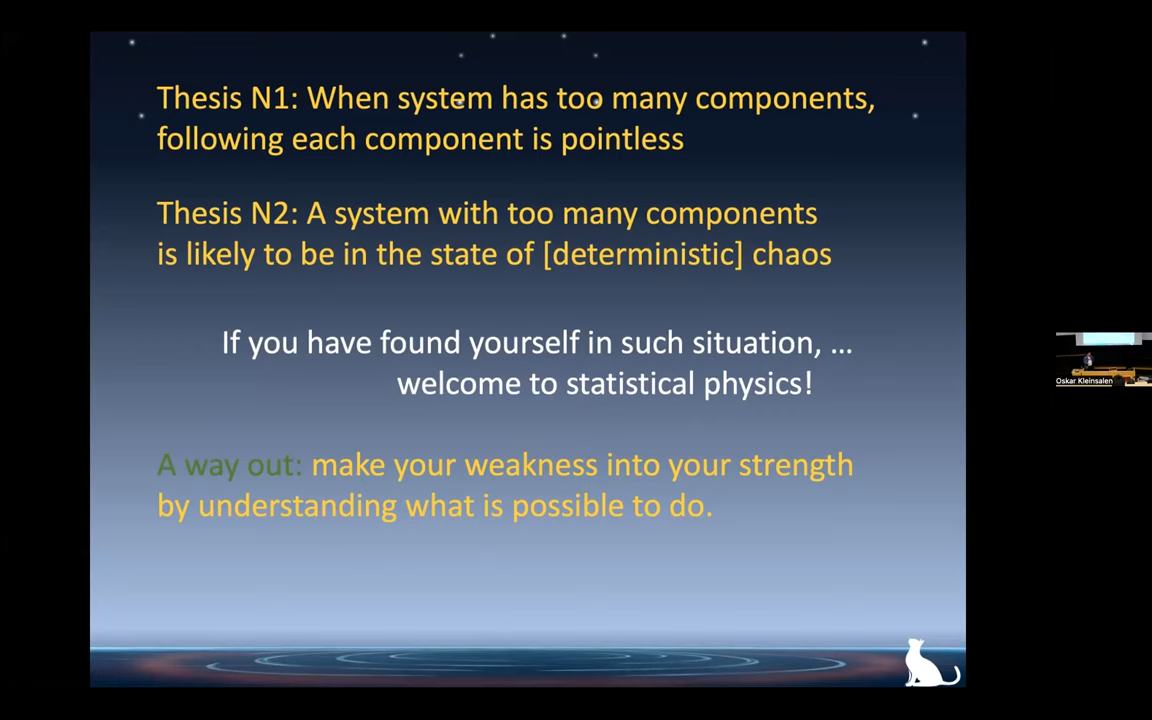 Thesis N1: When system has too many components,
following each component is pointless
Thesis N2: A system with too many components
is likely to be in the state of [deterministic] chaos
If you have found yourself in such situation, …
welcome to statistical physics!
A way out: make your weakness into your strength
by understanding what is possible to do.
Oskar Kleinsalen